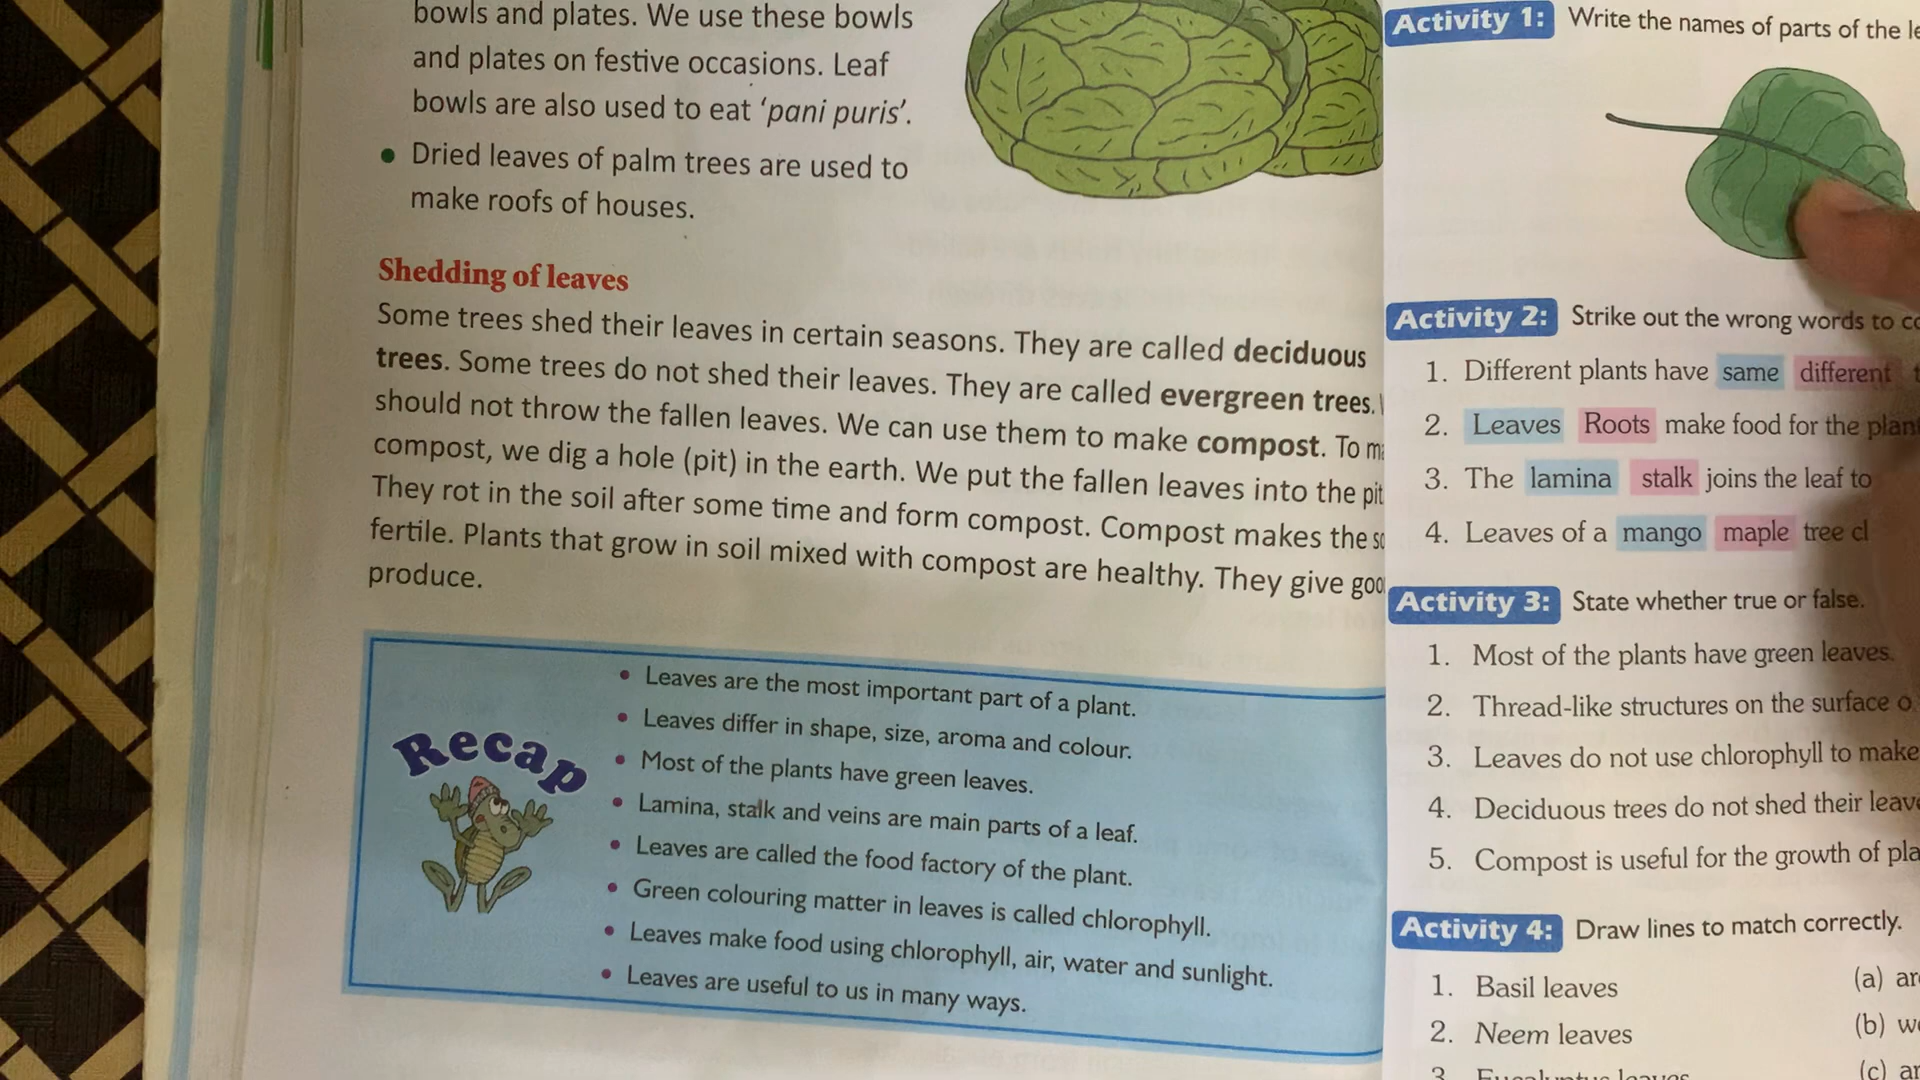 bowls and plates. We use these bowls
and plates on festive occasions. Leaf
bowls are also used to eat ‘pani puris’.
• Dried leaves of palm trees are used to
make roofs of houses.
Shedding of leaves
Some trees shed their leaves in certain seasons. They are called deciduous
trees. Some trees do not shed their leaves. They are called evergreen trees.
should not throw the fallen leaves. We can use them to make compost. To
compost, we dig a hole (pit) in the earth. We put the fallen leaves into the pit
They rot in the soil after some time and form compost. Compost makes the
fertile. Plants that grow in soil mixed with compost are healthy. They give
produce.
Recap
• Leaves are the most important part of a plant.
• Leaves differ in shape, size, aroma and colour.
• Most of the plants have green leaves.
• Lamina, stalk and veins are main parts of a leaf.
• Leaves are called the food factory of the plant.
• Green colouring matter in leaves is called chlorophyll.
• Leaves make food using chlorophyll, air, water and sunlight.
• Leaves are useful to us in many ways.
Activity 1: Write the names of parts of the
Activity 2: Strike out the wrong words to
1. Different plants have same different
2. Leaves Roots make food for the
3. The lamina stalk joins the leaf to
4. Leaves of a mango maple tree
Activity 3: State whether true or false.
1. Most of the plants have green leaves.
2. Thread-like structures on the surface
3. Leaves do not use chlorophyll to make
4. Deciduous trees do not shed their
5. Compost is useful for the growth of
Activity 4: Draw lines to match correctly.
1. Basil leaves (a)
2. Neem leaves (b)
3. Eucalyptus leaves (c)